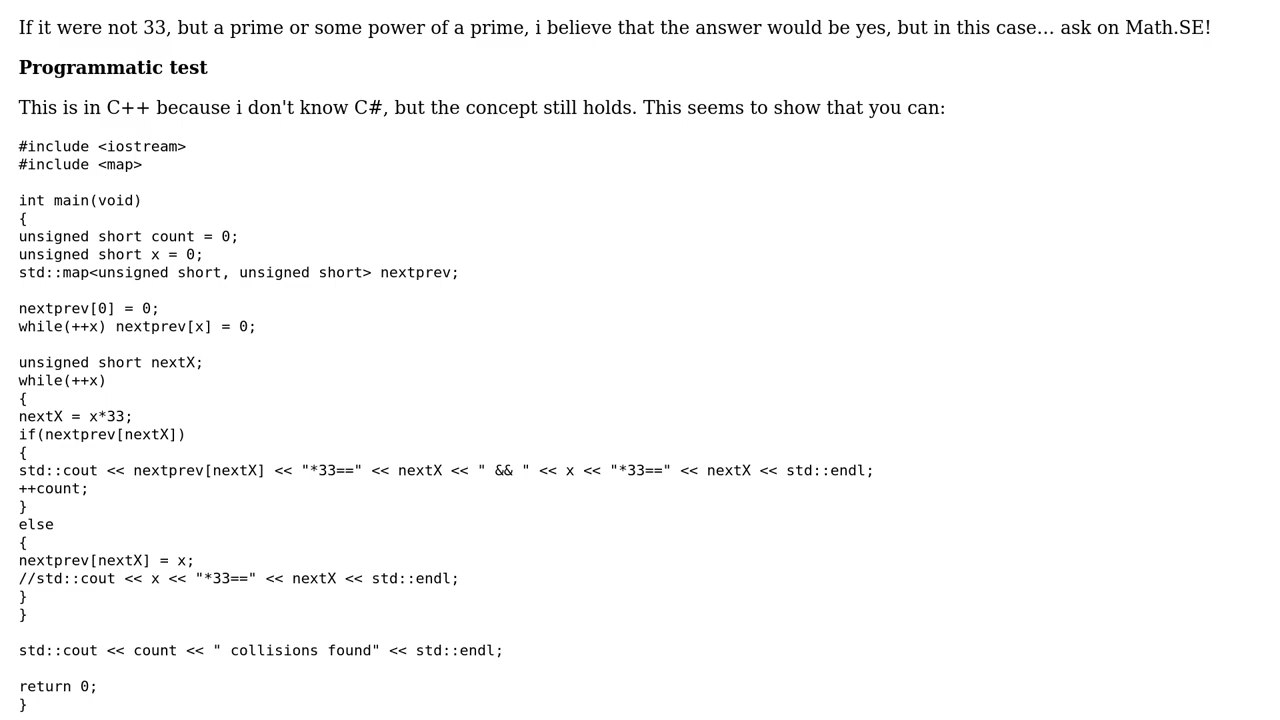 If it were not 33, but a prime or some power of a prime, i believe that the answer would be yes, but in this case… ask on Math.SE!
Programmatic test
This is in C++ because i don't know C#, but the concept still holds. This seems to show that you can:
#include <iostream>
#include <map>
int main(void)
{
unsigned short count = 0;
unsigned short x = 0;
std::map<unsigned short, unsigned short> nextprev;
nextprev[0] = 0;
while(++x) nextprev[x] = 0;
unsigned short nextX;
while(++x)
{
nextX = x*33;
if(nextprev[nextX])
{
std::cout << nextprev[nextX] << "*33==" << nextX << " && " << x << "*33==" << nextX << std::endl;
++count;
}
else
{
nextprev[nextX] = x;
//std::cout << x << "*33==" << nextX << std::endl;
}
}
std::cout << count << " collisions found" << std::endl;
return 0;
}